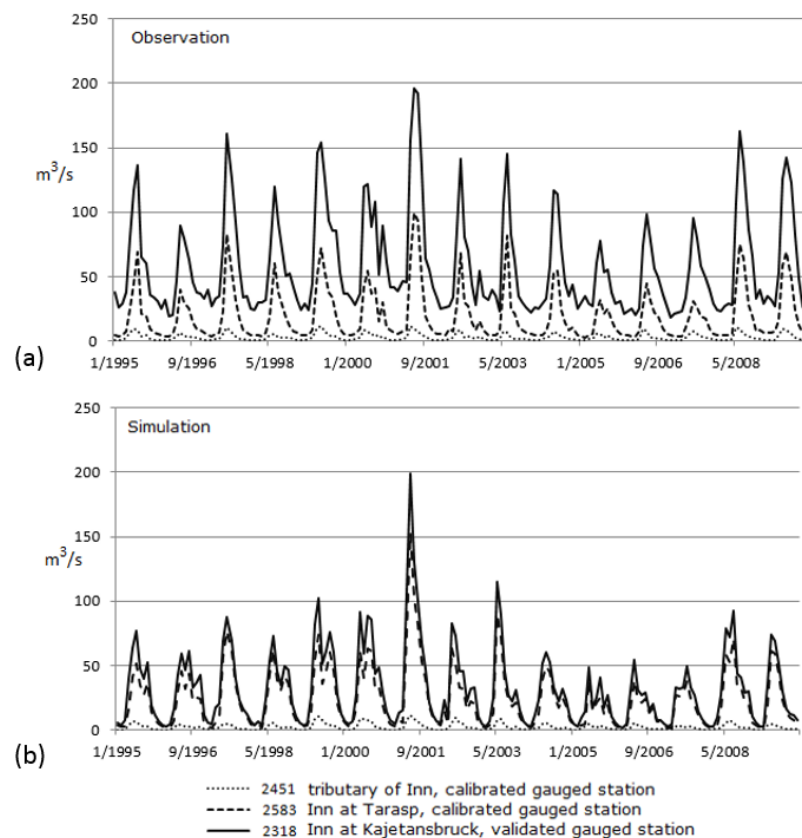 250
Observation
200
150
m³/s
100
50
0
(a)
1/1995 9/1996 5/1998 1/2000 9/2001 5/2003 1/2005 9/2006 5/2008
250
Simulation
200
150
m³/s
100
50
0
(b)
1/1995 9/1996 5/1998 1/2000 9/2001 5/2003 1/2005 9/2006 5/2008
2451 tributary of Inn, calibrated gauged station
2583 Inn at Tarasp, calibrated gauged station
2318 Inn at Kajetansbruck, validated gauged station